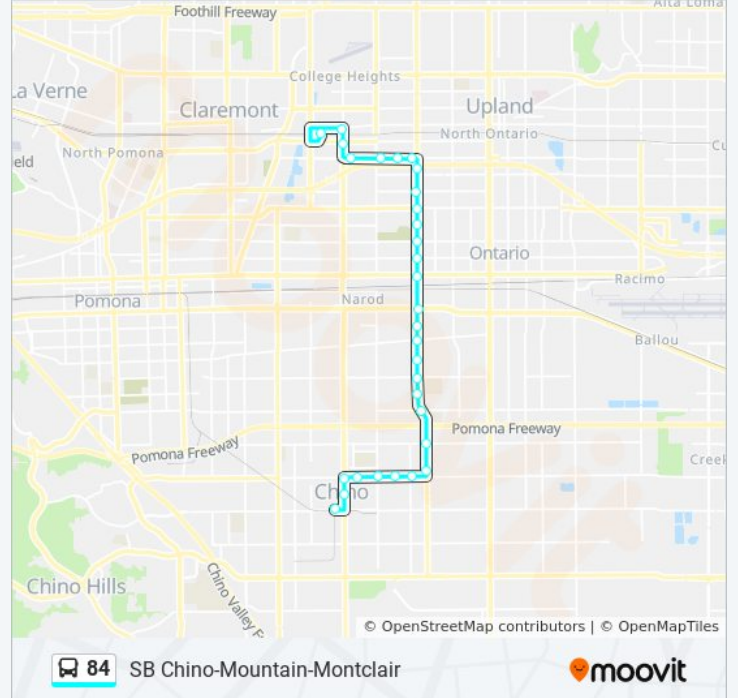 Alta Loma
Foothill Freeway
College Heights
La Verne
Claremont
Upland
North Ontario
North Pomona
eld
Cu
Ontario
Racimo
Pomona
Narod
Ballou
Pomona Freeway
Pomona Freeway
Creek
Chino
Chino Hills
Chino Valley F
© OpenStreetMap contributors | © OpenMapTiles
84 SB Chino-Mountain-Montclair
moovit